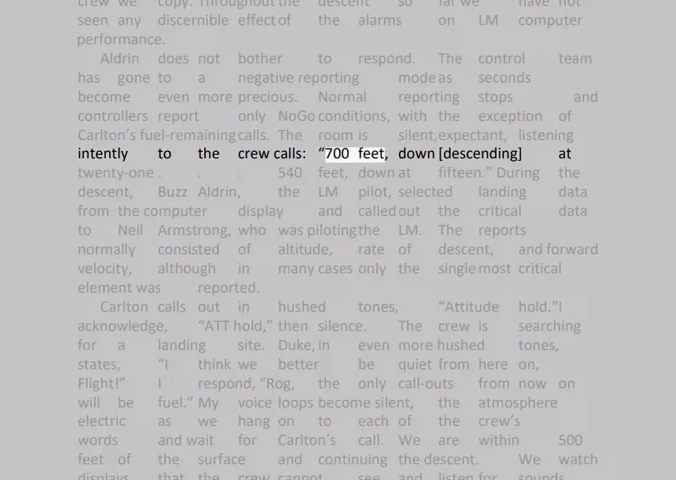 crew we copy. Throughout the descent so far we have not
seen any discernible effect of the alarms on LM computer
performance.
Aldrin does not bother to respond. The control team
has gone to a negative reporting mode as seconds
become even more precious. Normal reporting stops and
controllers report only NoGo conditions, with the exception of
Carlton's fuel-remaining calls. The room is silent, expectant, listening
intently to the crew calls: “700 feet, down [descending] at
twenty-one . . . 540 feet, down at fifteen.” During the
descent, Buzz Aldrin, the LM pilot, selected landing data
from the computer display and called out the critical data
to Neil Armstrong, who was piloting the LM. The reports
normally consisted of altitude, rate of descent, and forward
velocity, although in many cases only the single most critical
element was reported.
Carlton calls out in hushed tones, “Attitude hold.” I
acknowledge, “ATT hold,” then silence. The crew is searching
for a landing site. Duke, in even more hushed tones,
states, “I think we better be quiet from here on,
Flight!” I respond, “Rog, the only call-outs from now on
will be fuel.” My voice loops become silent, the atmosphere
electric as we hang on to each of the crew's
words and wait for Carlton's call. We are within 500
feet of the surface and continuing the descent. We watch
displays that the crew cannot see and listen for sounds